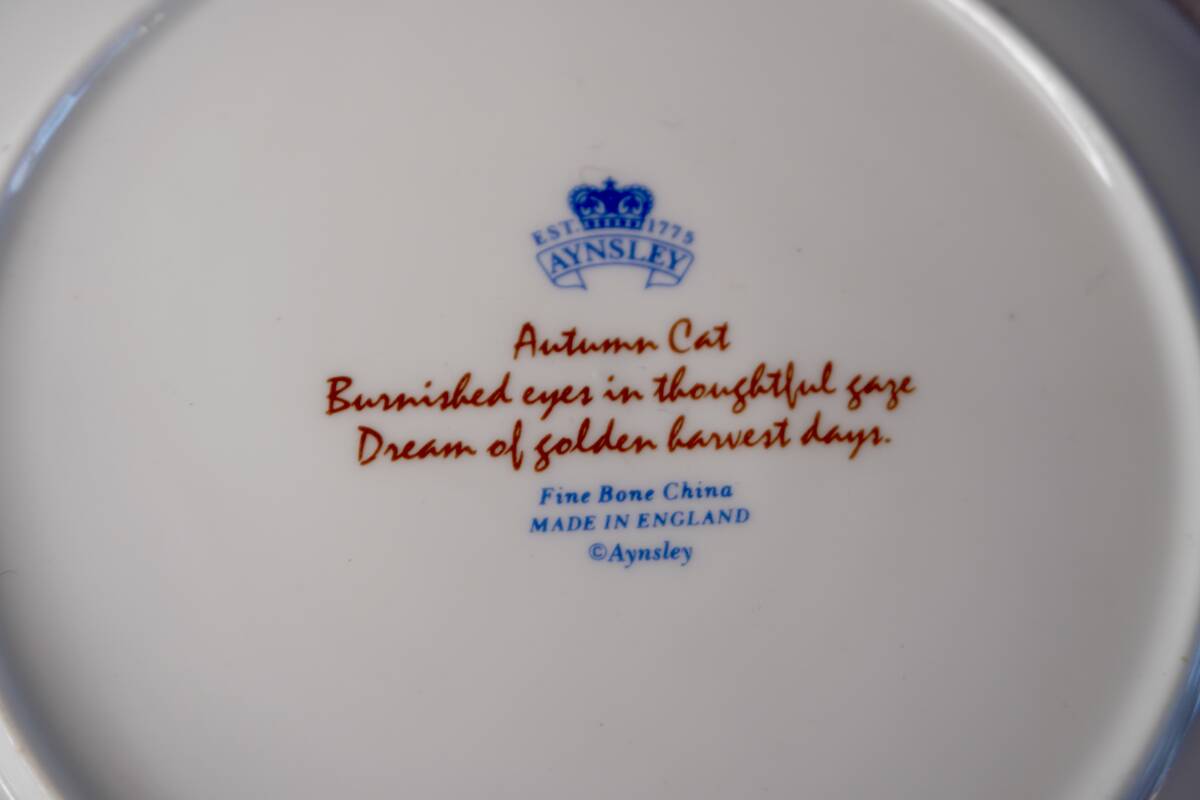 EST. 1775
AYNSLEY
Autumn Cat
Burnished eyes in thoughtful gaze
Dream of golden harvest days.
Fine Bone China
MADE IN ENGLAND
©Aynsley